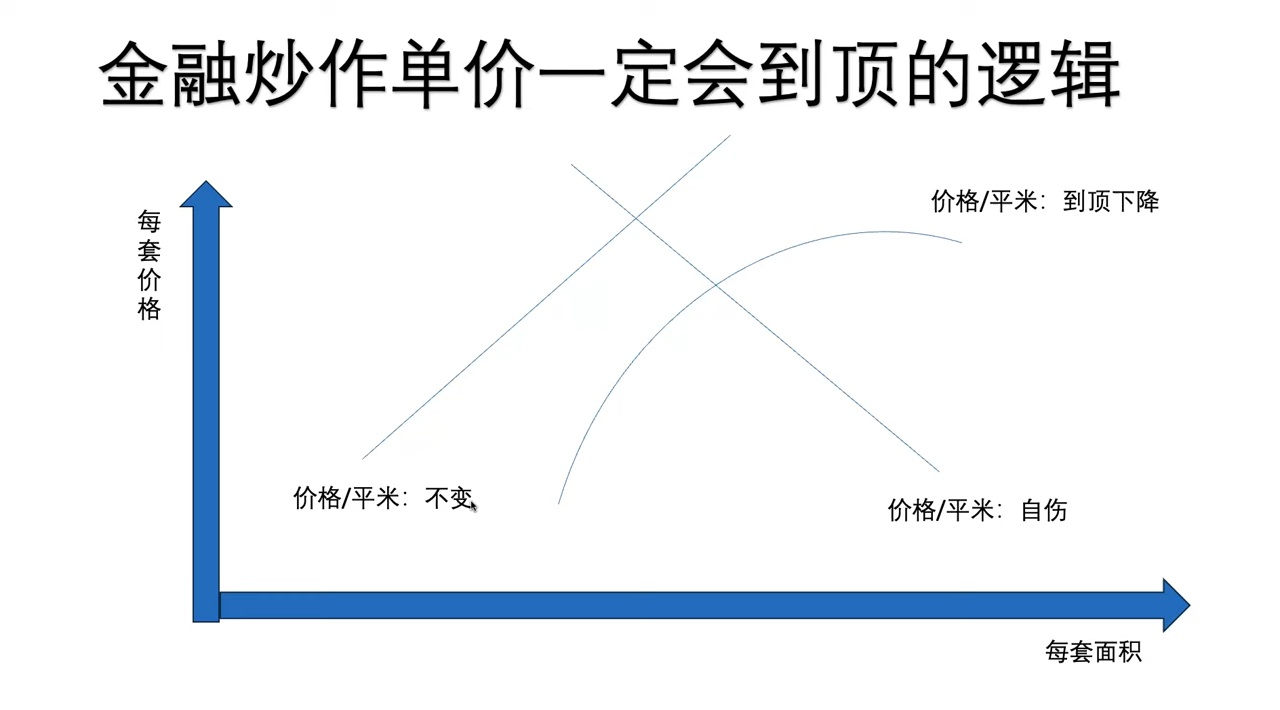 金融炒作单价一定会到顶的逻辑
每套价格
价格/平米：到顶下降
价格/平米：不变
价格/平米：自伤
每套面积